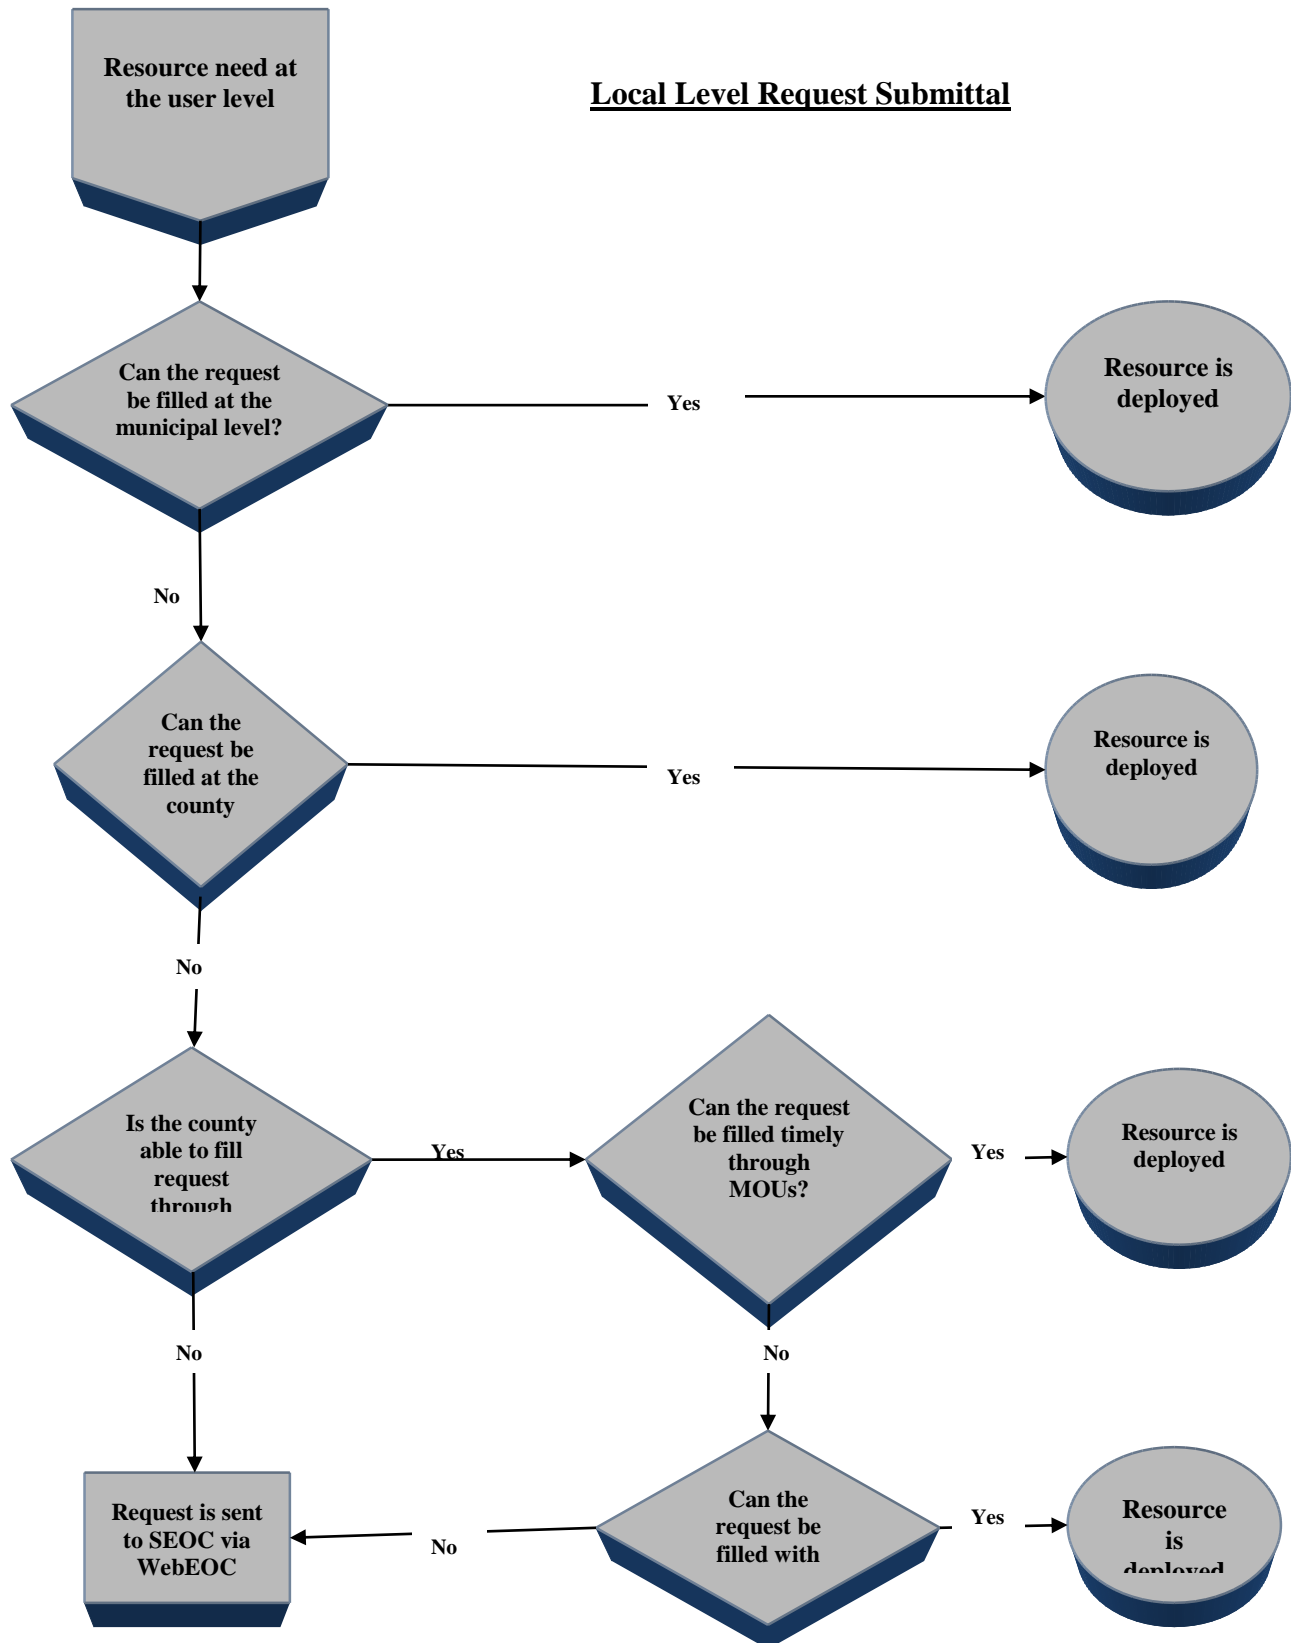 Resource need at
the user level
Local Level Request Submittal
Can the request
be filled at the
municipal level?
Yes
Resource is
deployed
No
Can the
request be
filled at the
county
Yes
Resource is
deployed
No
Is the county
able to fill
request
through
Yes
Can the request
be filled timely
through
MOUs?
Yes
Resource is
deployed
No
No
Request is sent
to SEOC via
WebEOC
No
Can the
request be
filled with
Yes
Resource
is
deployed